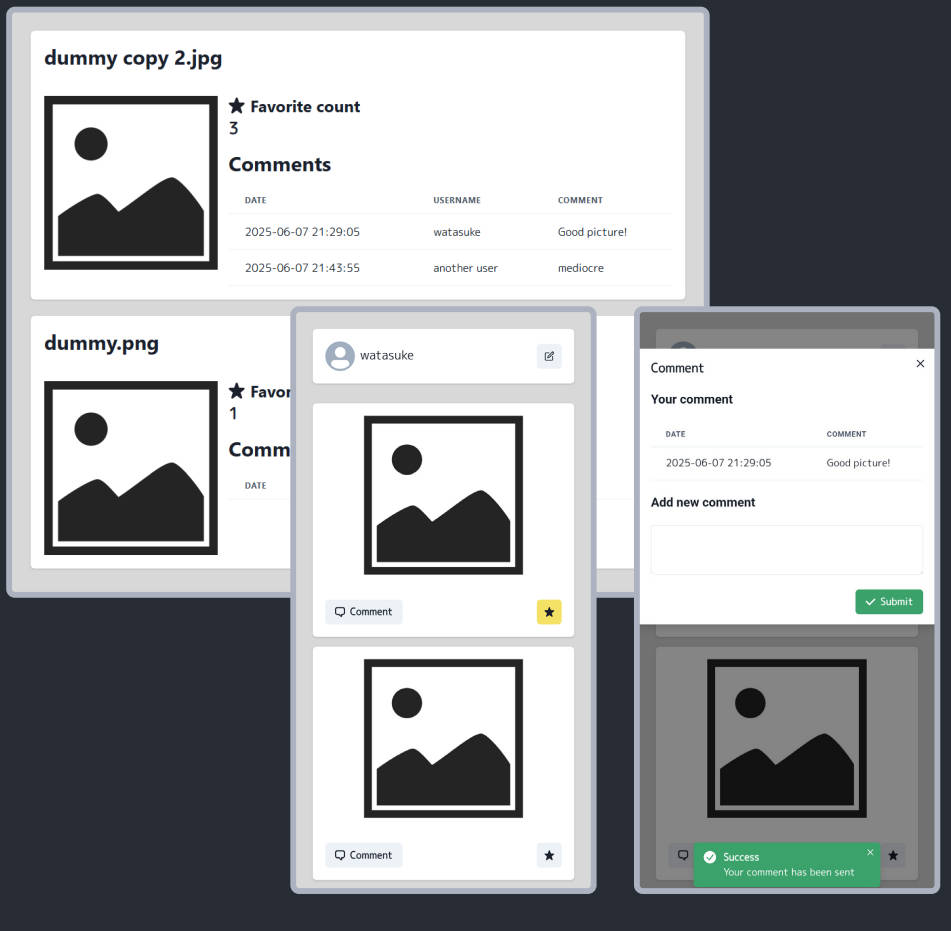 dummy copy 2.jpg
Favorite count
3
Comments
DATE USERNAME COMMENT
2025-06-07 21:29:05 watasuke Good picture!
2025-06-07 21:43:55 another user mediocre
dummy.png
Favor
1
Comm
DATE
watasuke
Comment
Comment
Comment
Your comment
DATE COMMENT
2025-06-07 21:29:05 Good picture!
Add new comment
Submit
Success
Your comment has been sent